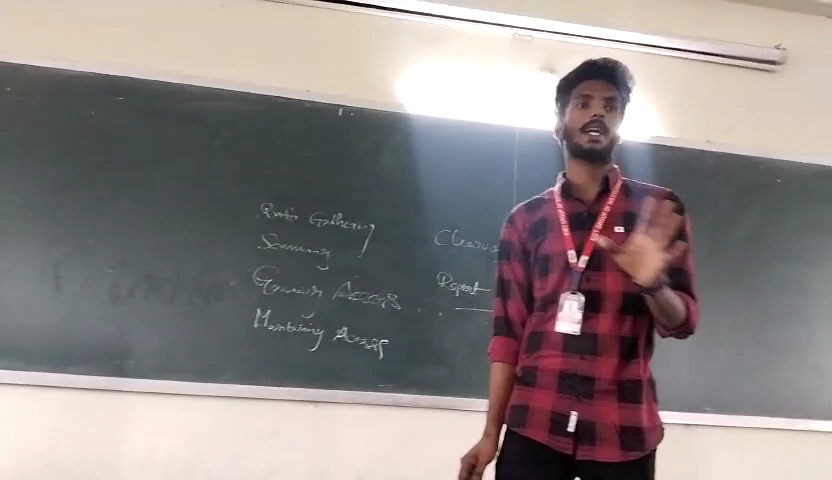 Info Gathering
Scanning
Gaining Access
Maintaining Access
Report